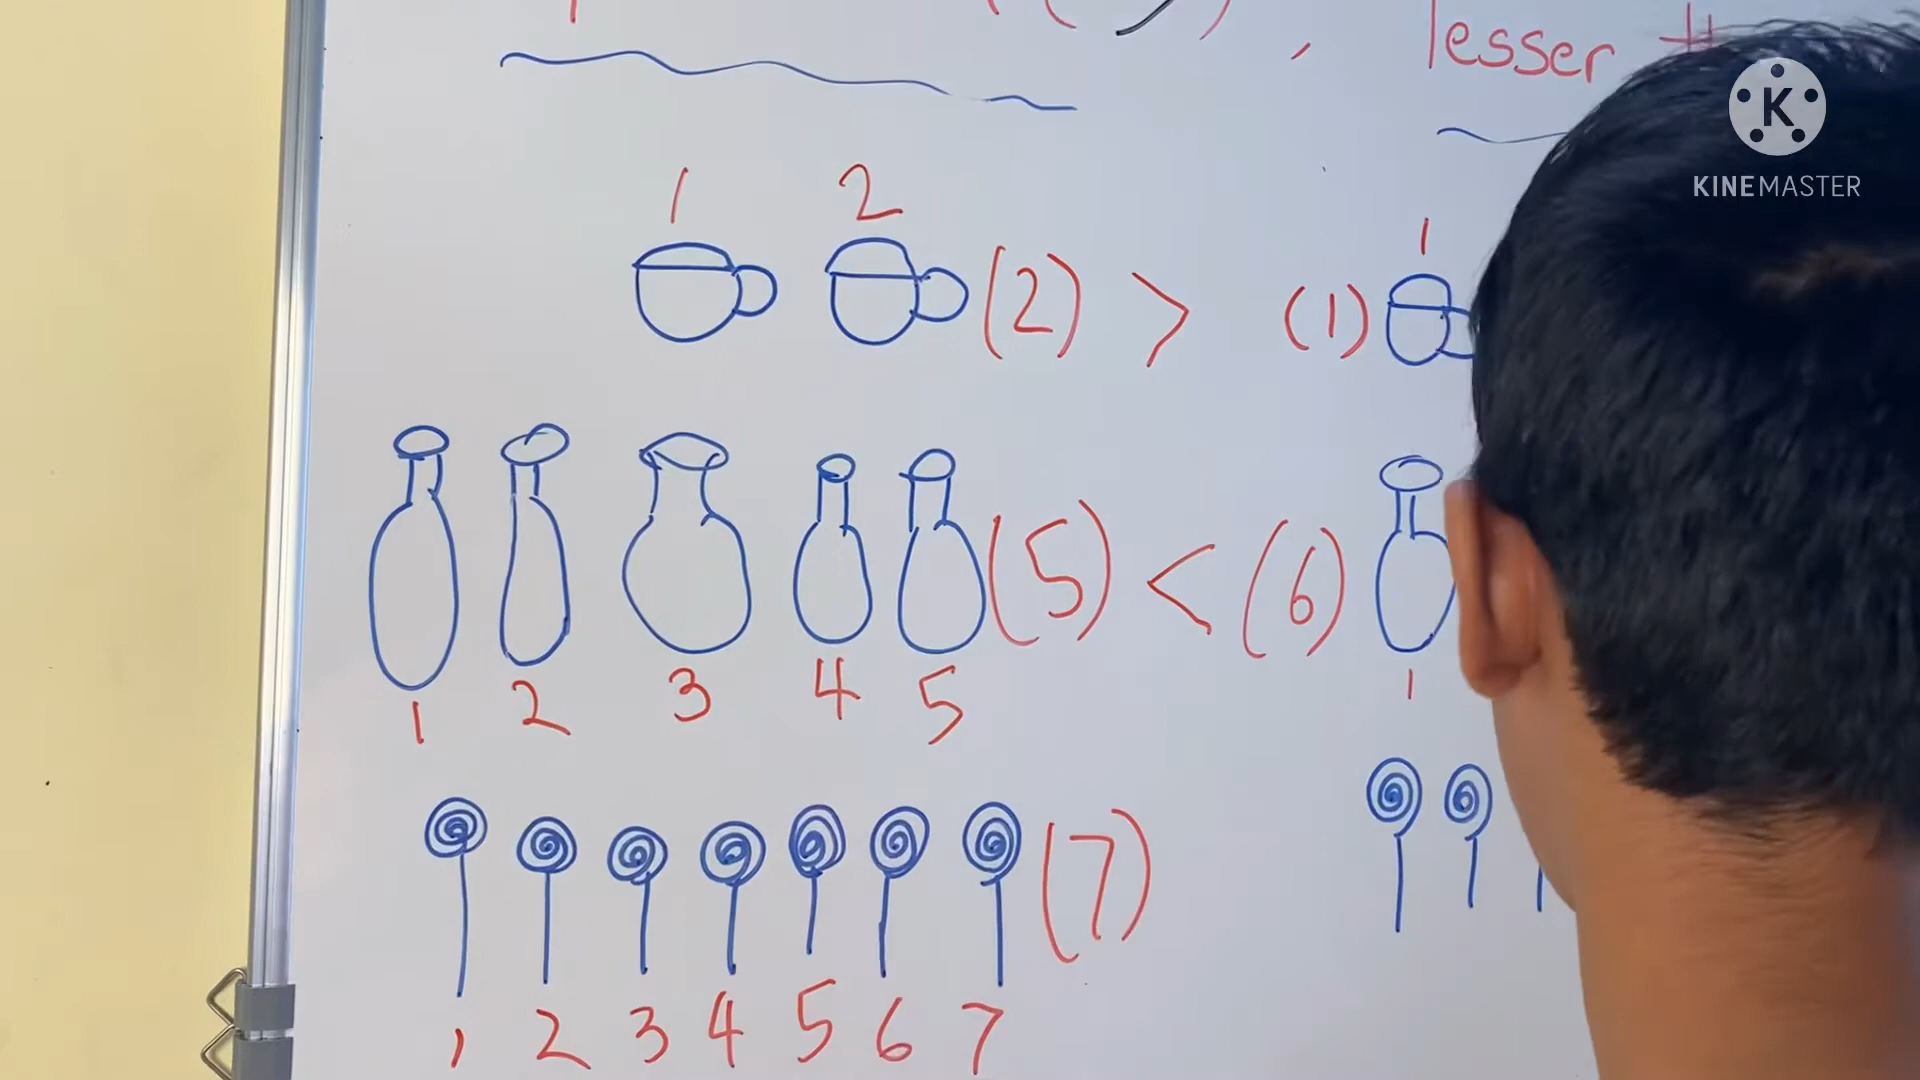 , lesser
KINEMASTER
1 2
1
(2) > (1)
(5) < (6)
1 2 3 4 5
1
(7)
1 2 3 4 5 6 7